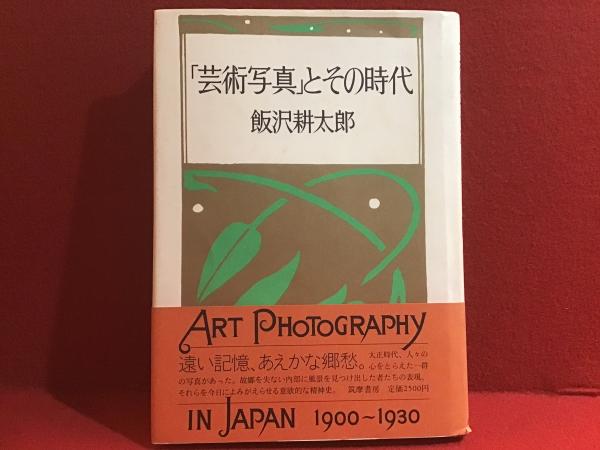 「芸術写真」とその時代
飯沢耕太郎
ART PHOTOGRAPHY
遠い記憶、あえかな郷愁。大正時代、人々の
心をとらえた一群
の写真があった。故郷を失ない内部に風景を見つけ出した者たちの表現。
それらを今日によみがえらせる意欲的な精神史。 筑摩書房 定価2500円
IN JAPAN 1900~1930